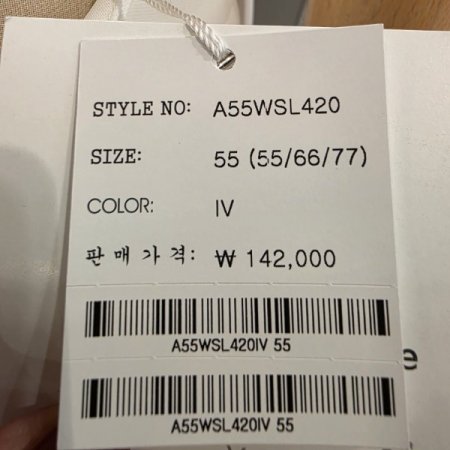 STYLE NO: A55WSL420
SIZE: 55 (55/66/77)
COLOR: IV
판매가격: ₩ 142,000
A55WSL420IV 55
A55WSL420IV 55
e